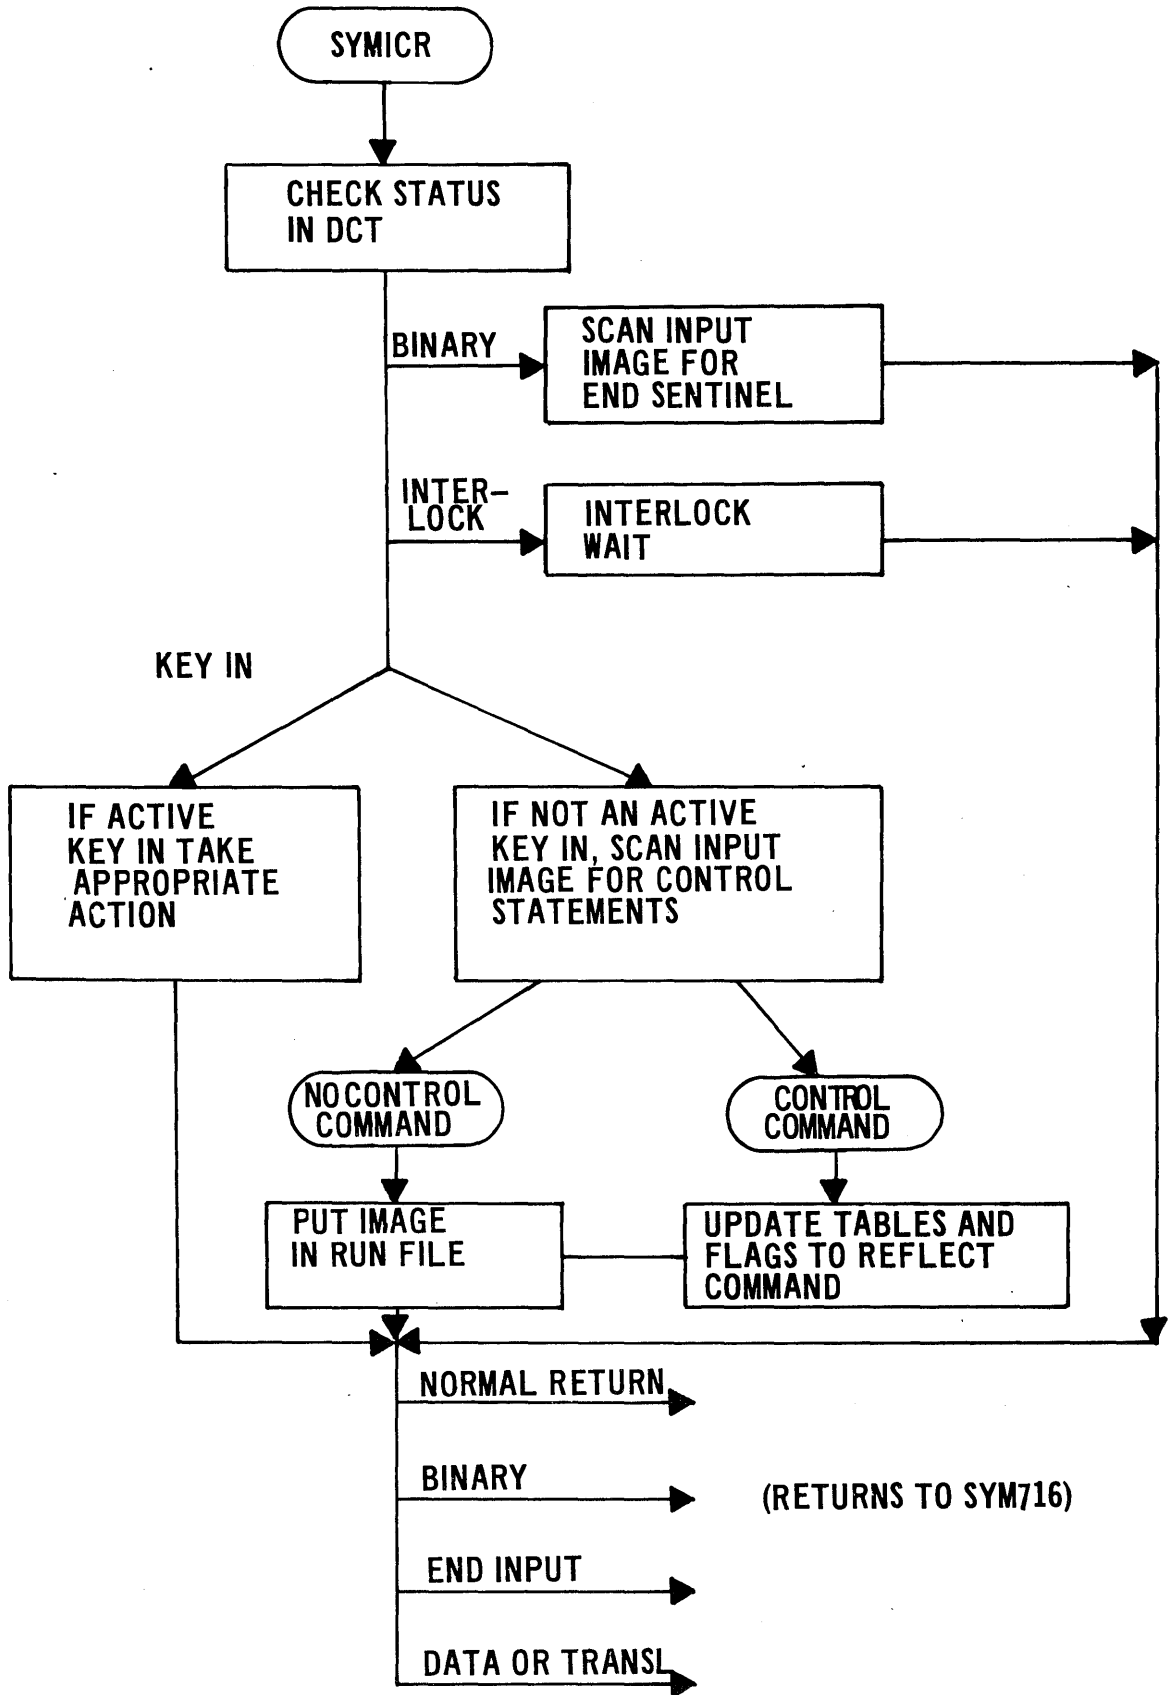 SYMICR
CHECK STATUS
IN DCT
BINARY
SCAN INPUT
IMAGE FOR
END SENTINEL
INTER-
LOCK
INTERLOCK
WAIT
KEY IN
IF ACTIVE
KEY IN TAKE
APPROPRIATE
ACTION
IF NOT AN ACTIVE
KEY IN, SCAN INPUT
IMAGE FOR CONTROL
STATEMENTS
NO CONTROL
COMMAND
CONTROL
COMMAND
PUT IMAGE
IN RUN FILE
UPDATE TABLES AND
FLAGS TO REFLECT
COMMAND
NORMAL RETURN
BINARY
(RETURNS TO SYM716)
END INPUT
DATA OR TRANSL